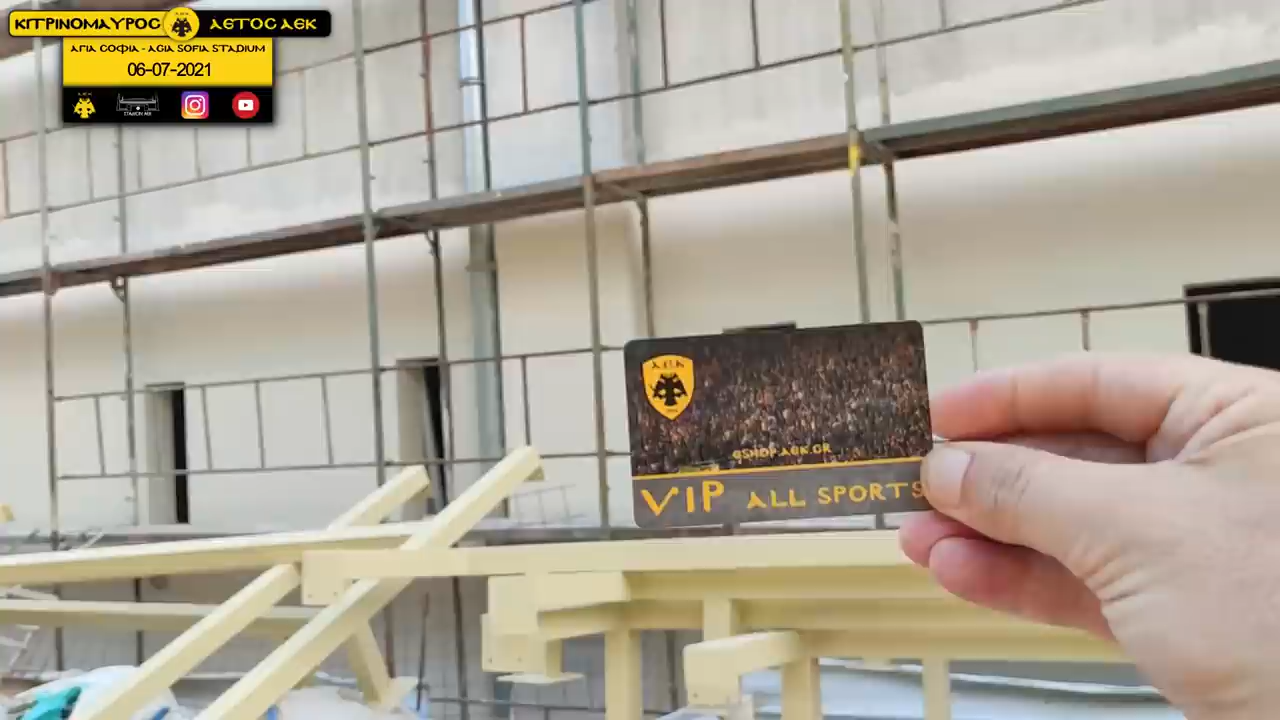 ΚΙΤΡΙΝΟΜΑΥΡΟΣ ΑΕΤΟΣ ΑΕΚ
ΑΓΙΑ ΣΟΦΙΑ - AGIA SOFIA STADIUM
06-07-2021
ΑΕΚ
ESHOP.AEK.GR
VIP ALL SPORTS